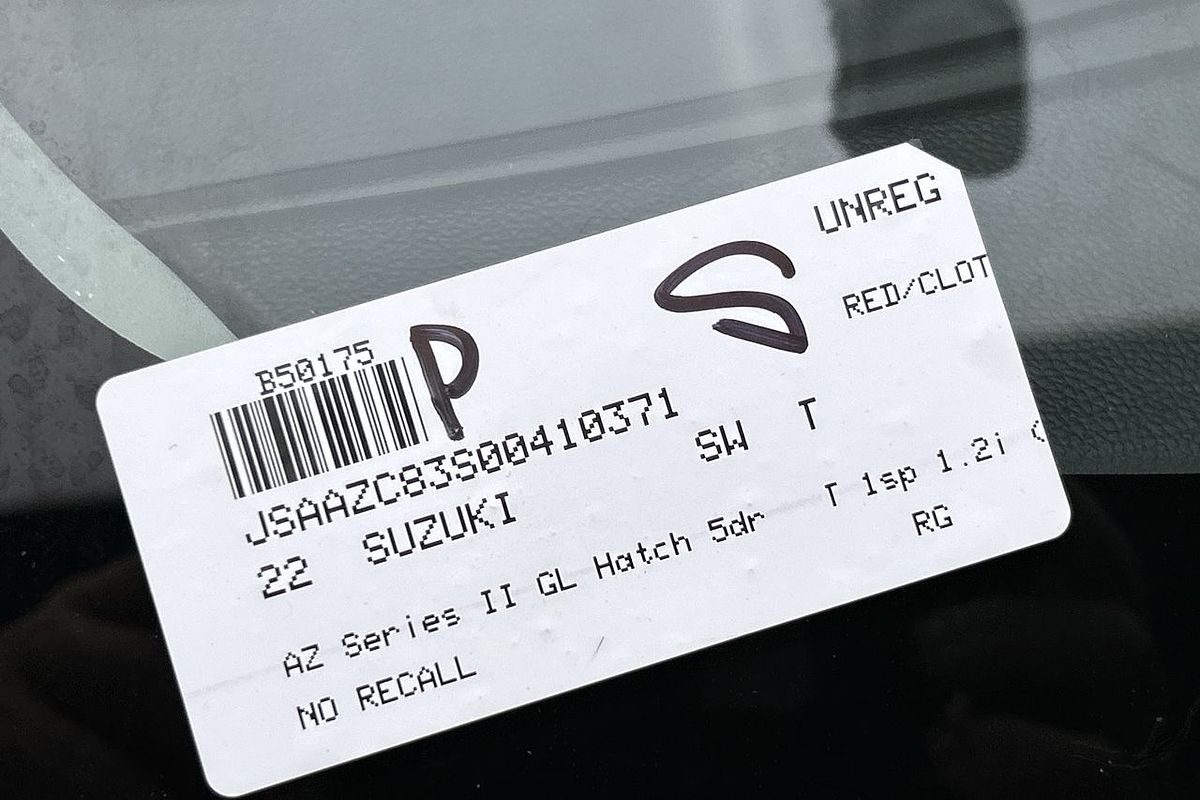 UNREG
S
RED/CLOT
B50175
P
JSAAZC83S00410371
SW T
22 SUZUKI
T 1sp 1.2i
AZ Series II GL Hatch 5dr
RG
NO RECALL